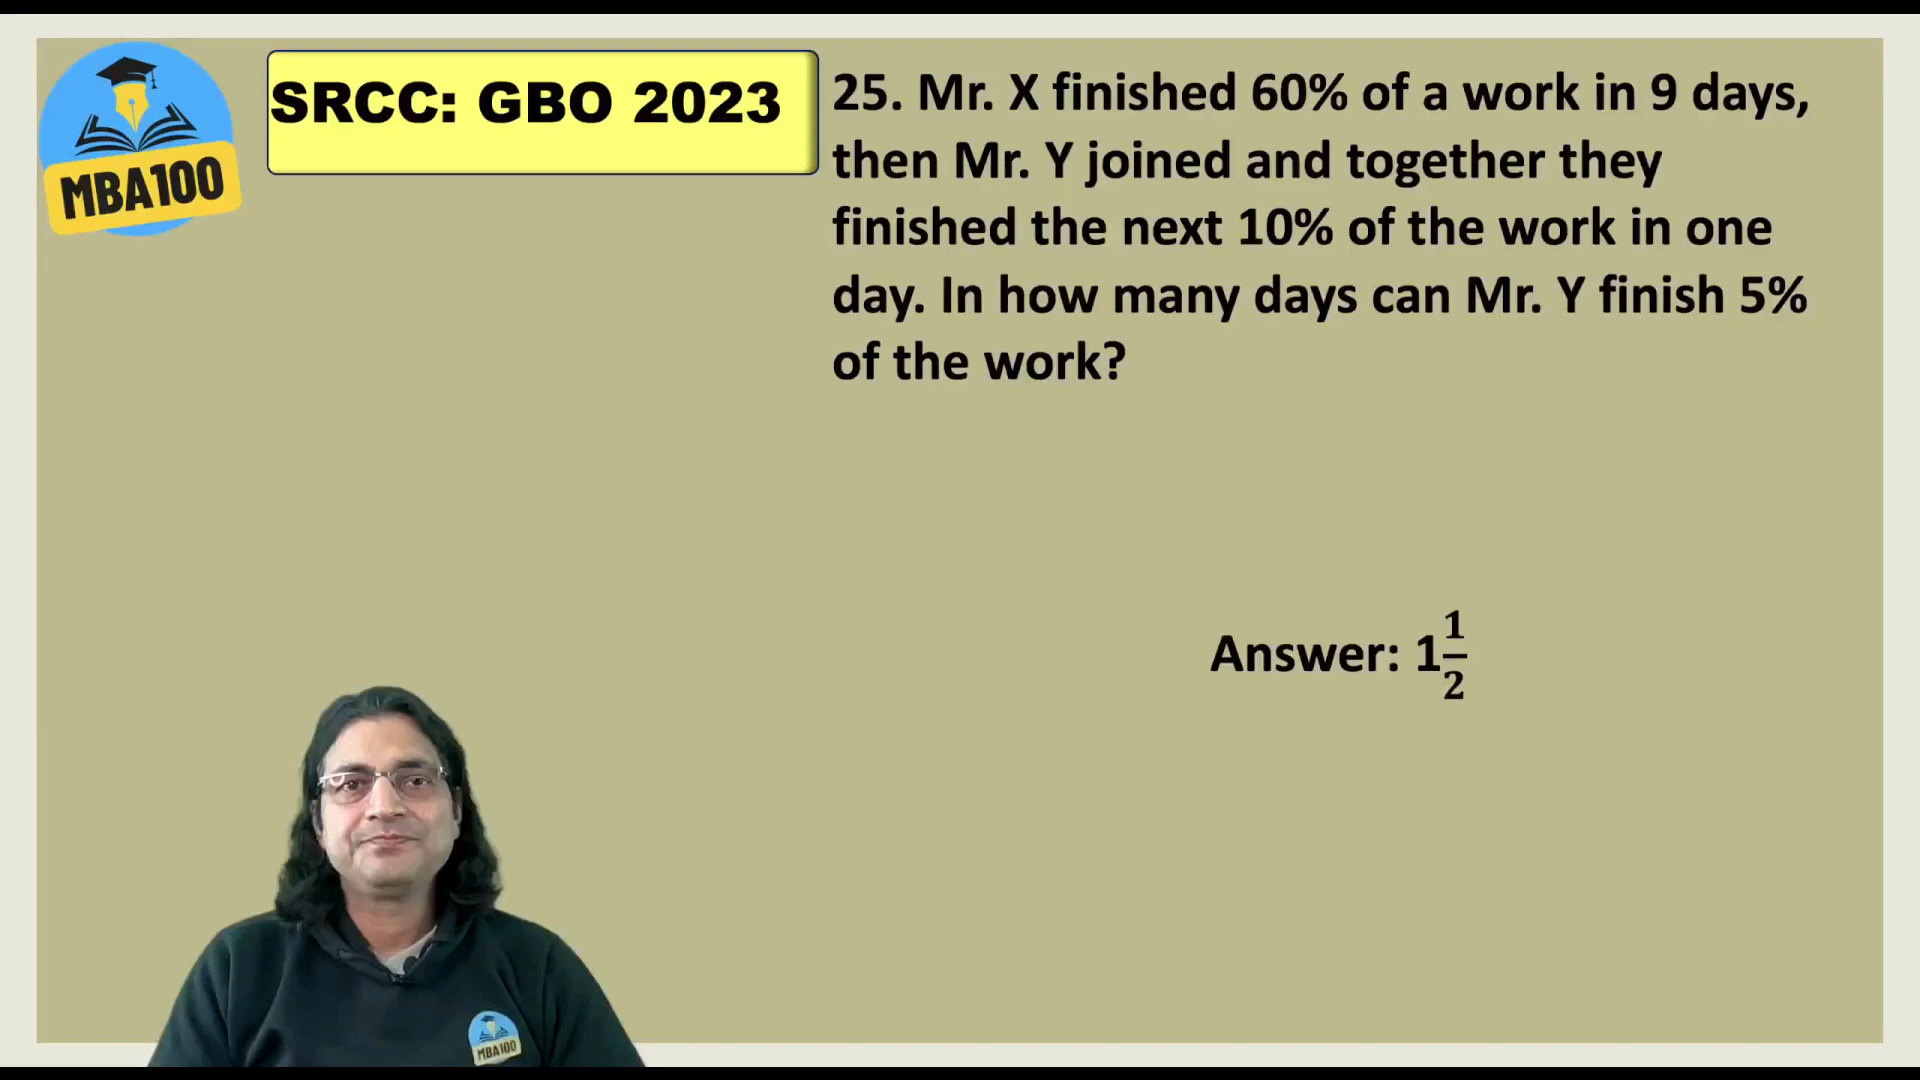 MBA100
SRCC: GBO 2023
25. Mr. X finished 60% of a work in 9 days,
then Mr. Y joined and together they
finished the next 10% of the work in one
day. In how many days can Mr. Y finish 5%
of the work?
Answer: 1 1/2
MBA100